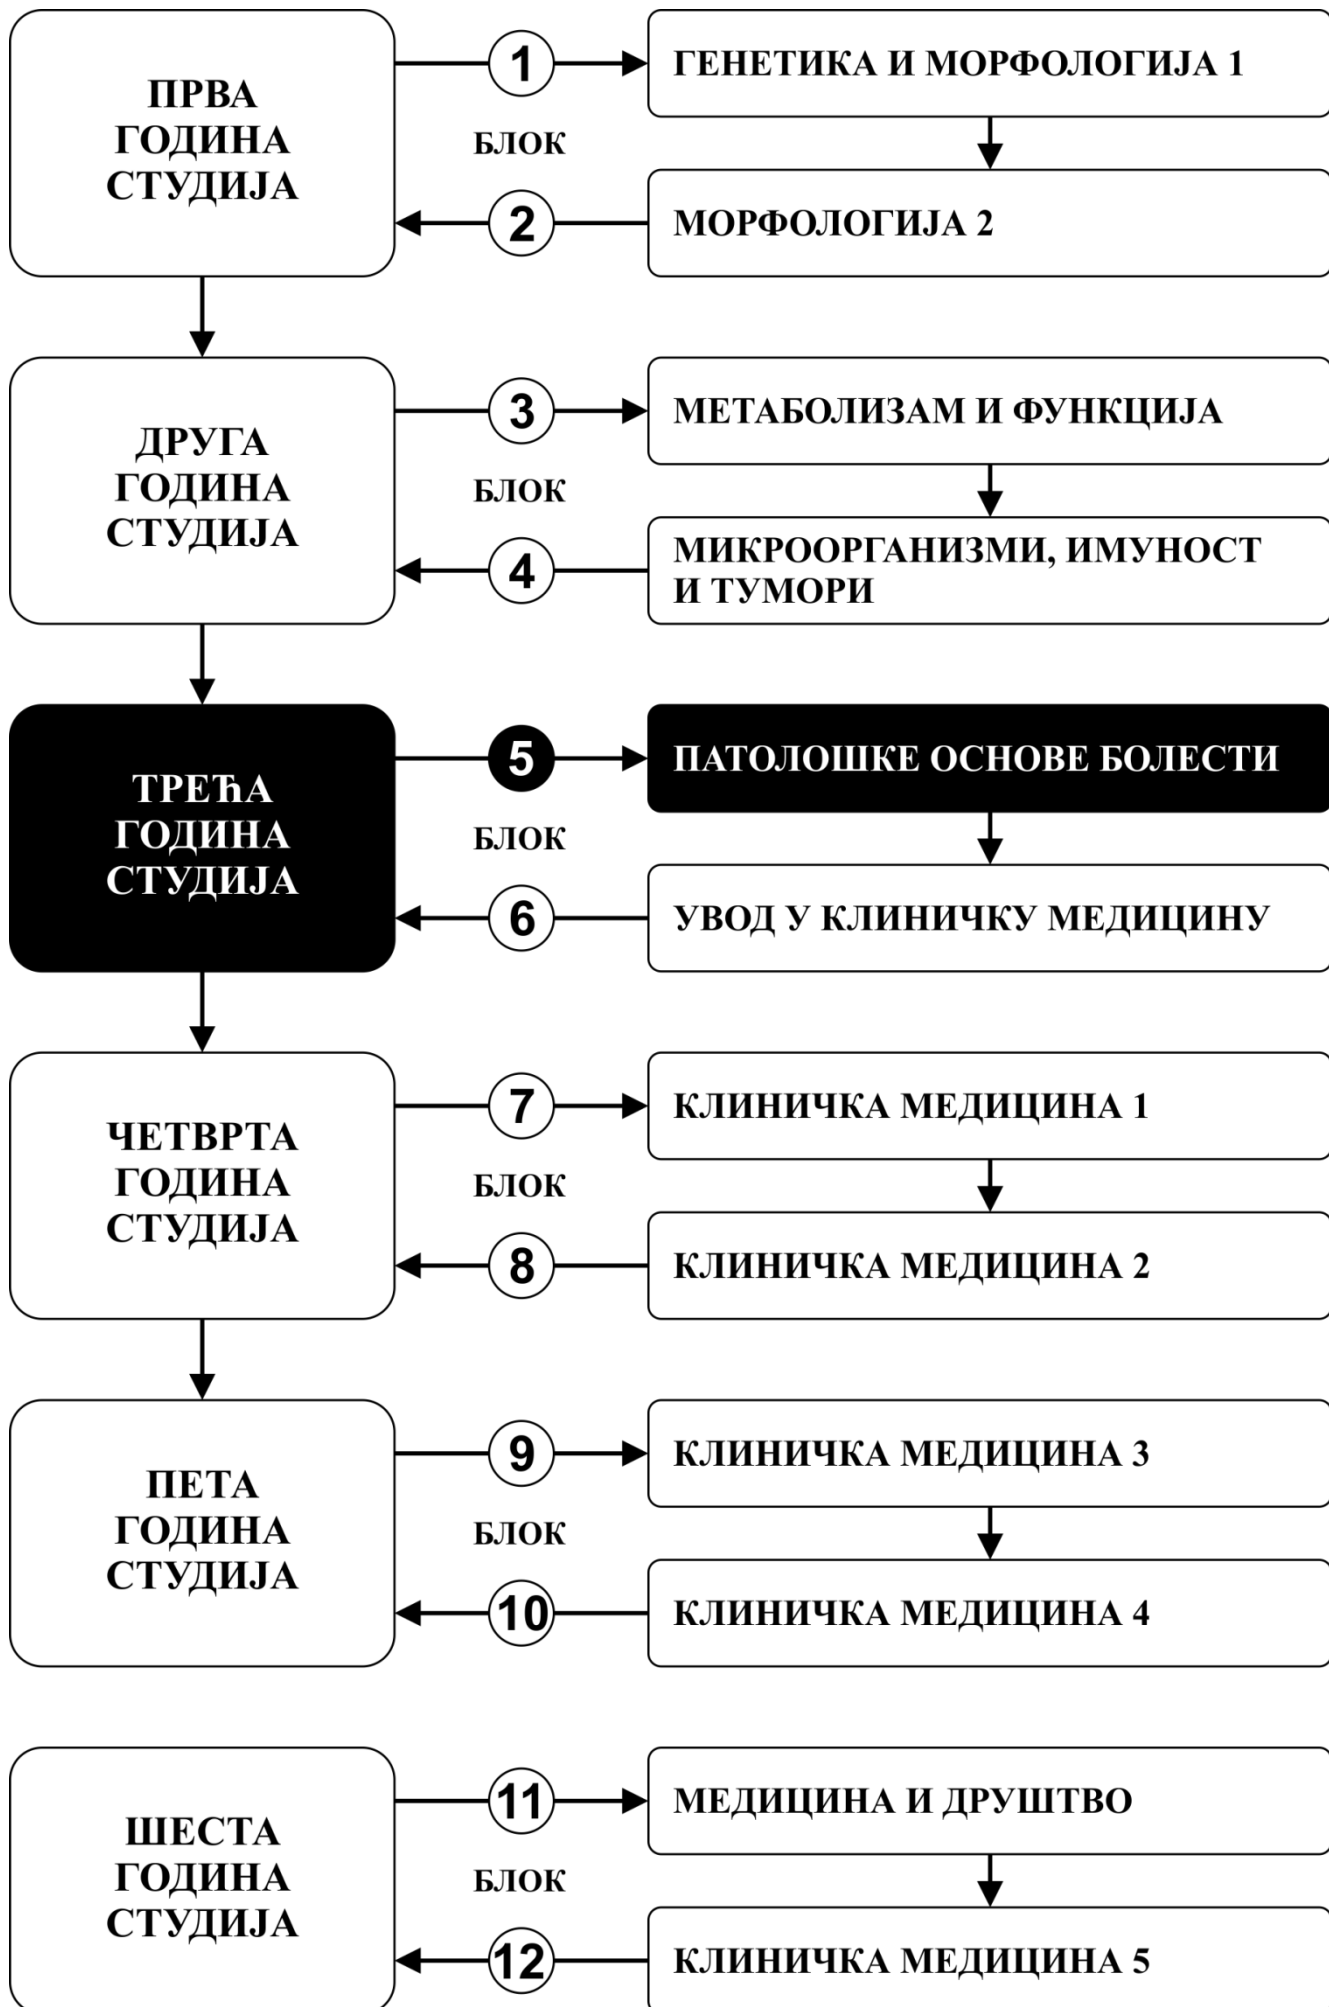 ПРВА
ГОДИНА
СТУДИЈА
1
БЛОК
2
ГЕНЕТИКА И МОРФОЛОГИЈА 1
МОРФОЛОГИЈА 2
ДРУГА
ГОДИНА
СТУДИЈА
3
БЛОК
4
МЕТАБОЛИЗАМ И ФУНКЦИЈА
МИКРООРГАНИЗМИ, ИМУНОСТ
И ТУМОРИ
ТРЕЋА
ГОДИНА
СТУДИЈА
5
БЛОК
6
ПАТОЛОШКЕ ОСНОВЕ БОЛЕСТИ
УВОД У КЛИНИЧКУ МЕДИЦИНУ
ЧЕТВРТА
ГОДИНА
СТУДИЈА
7
БЛОК
8
КЛИНИЧКА МЕДИЦИНА 1
КЛИНИЧКА МЕДИЦИНА 2
ПЕТА
ГОДИНА
СТУДИЈА
9
БЛОК
10
КЛИНИЧКА МЕДИЦИНА 3
КЛИНИЧКА МЕДИЦИНА 4
ШЕСТА
ГОДИНА
СТУДИЈА
11
БЛОК
12
МЕДИЦИНА И ДРУШТВО
КЛИНИЧКА МЕДИЦИНА 5